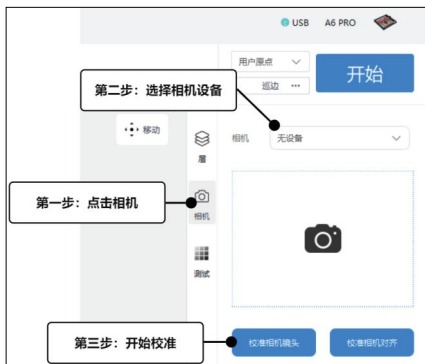 USB A6 PRO
用户原点
开始
巡边 ···
第二步：选择相机设备
移动
相机 无设备
层
第一步：点击相机
相机
测试
第三步：开始校准
校准相机镜头 校准相机对齐